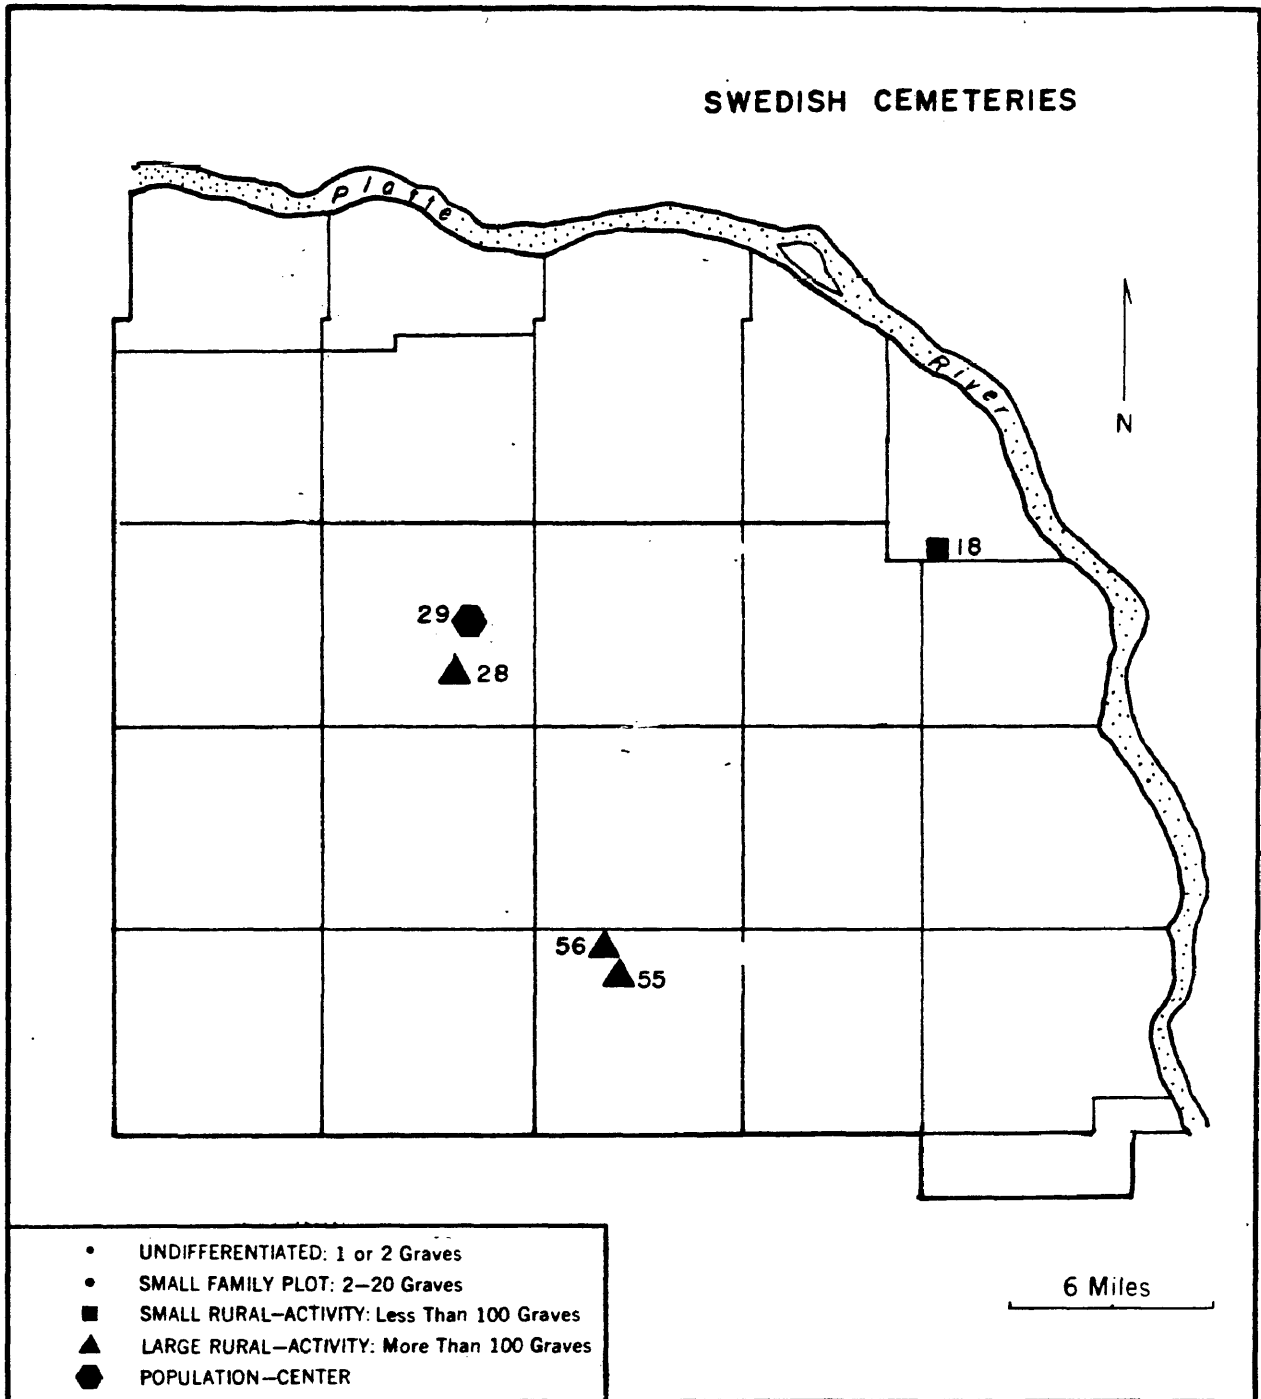 SWEDISH CEMETERIES
Platte
River
N
18
29
28
56
55
UNDIFFERENTIATED: 1 or 2 Graves
SMALL FAMILY PLOT: 2–20 Graves
SMALL RURAL–ACTIVITY: Less Than 100 Graves
LARGE RURAL–ACTIVITY: More Than 100 Graves
POPULATION–CENTER
6 Miles